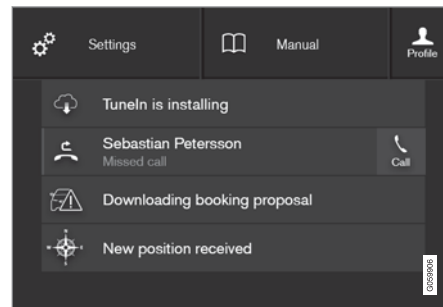 Settings
Manual
Profile
TuneIn is installing
Sebastian Petersson
Missed call
Call
Downloading booking proposal
New position received
G059906